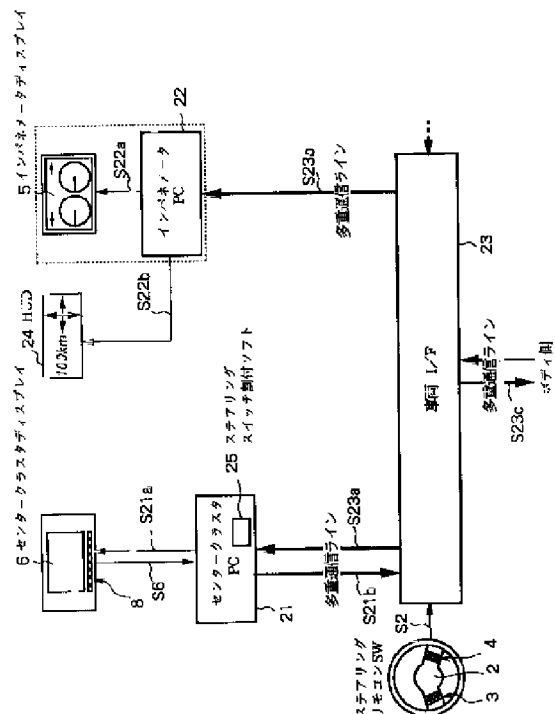 5 インパネメータディスプレイ
22
インパネメータ
PC
S22a
S22b
24 HUD
100km
S23b
多重通信ライン
6 センタークラスタディスプレイ
8
S21a
S6
25 ステアリング
スイッチ割付ソフト
センタークラスタ
PC
21
S23a
S21b
多重通信ライン
車両 I/F
23
多重通信ライン
S23c
ボディ側
S2
ステアリング
リモコンSW
4
2
3